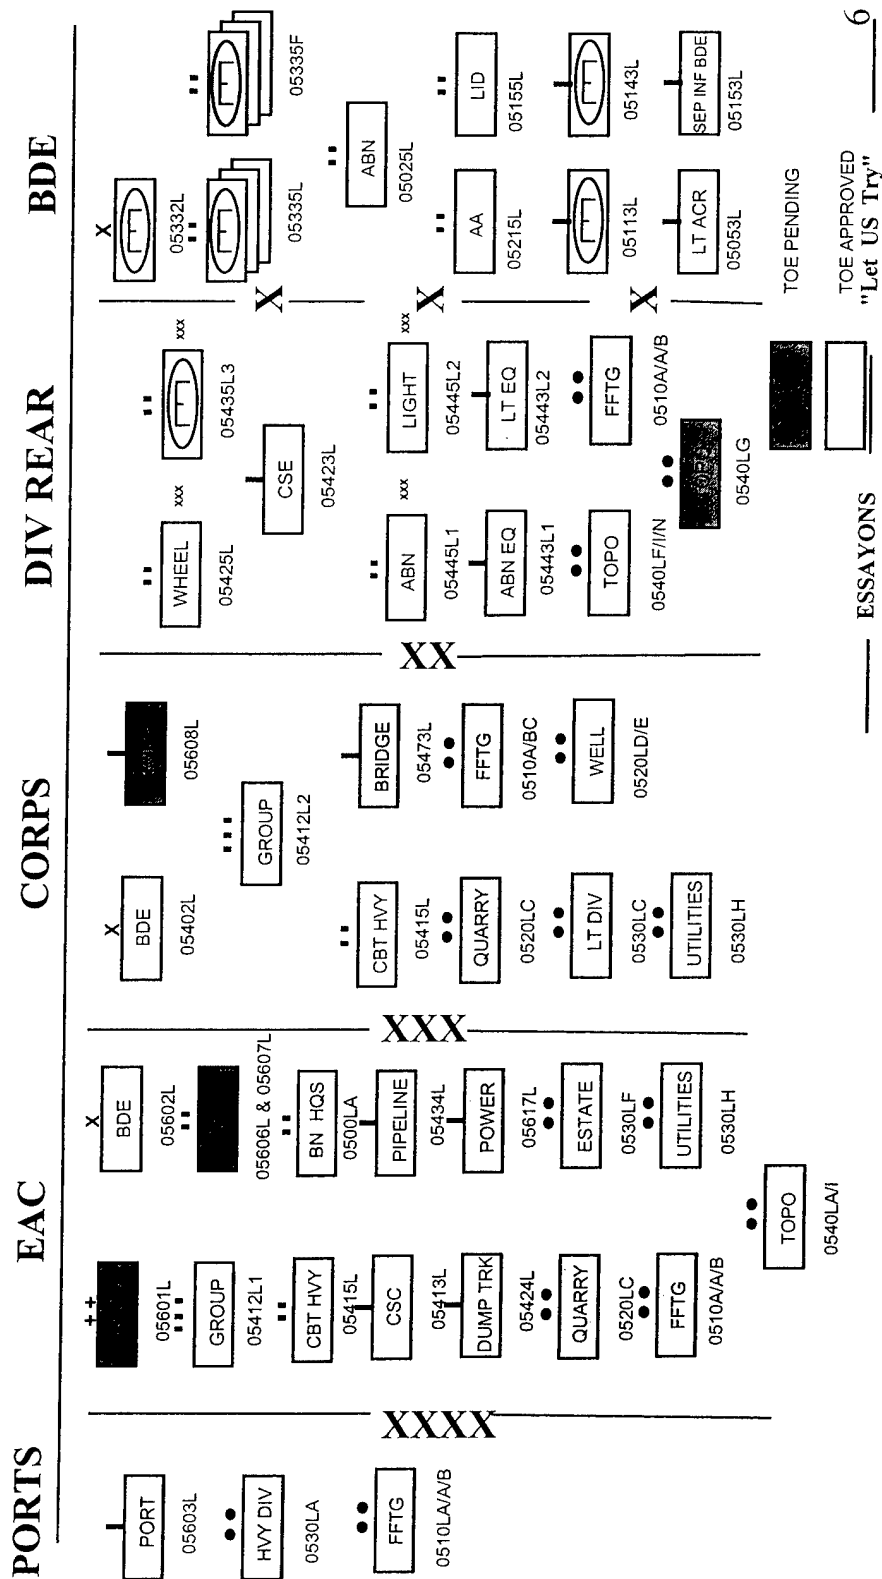 PORTS
EAC
CORPS
DIV REAR
BDE
PORT
05603L
HVY DIV
0530LA
FFTG
0510LA/A/B
XXXX
++
05601L
GROUP
05412L1
CBT HVY
05415L
CSC
05413L
DUMP TRK
05424L
QUARRY
0520LC
FFTG
0510A/A/B
X
BDE
05602L
05606L & 05607L
BN HQS
0500LA
PIPELINE
05434L
POWER
05617L
ESTATE
0530LF
UTILITIES
0530LH
TOPO
0540LA/I
XXX
X
BDE
05402L
05608L
GROUP
05412L2
CBT HVY
05415L
QUARRY
0520LC
LT DIV
0530LC
UTILITIES
0530LH
BRIDGE
05473L
FFTG
0510A/BC
WELL
0520LD/E
XX
WHEEL
05425L
xxx
05435L3
xxx
CSE
05423L
ABN
05445L1
xxx
LIGHT
05445L2
xxx
ABN EQ
05443L1
LT EQ
05443L2
TOPO
0540LF/I/N
FFTG
0510A/A/B
0540LG
X
X
X
X
E
05332L
E
05335L
E
05335F
ABN
05025L
AA
05215L
LID
05155L
E
05113L
E
05143L
LT ACR
05053L
SEP INF BDE
05153L
TOE PENDING
TOE APPROVED
ESSAYONS
"Let US Try"
6